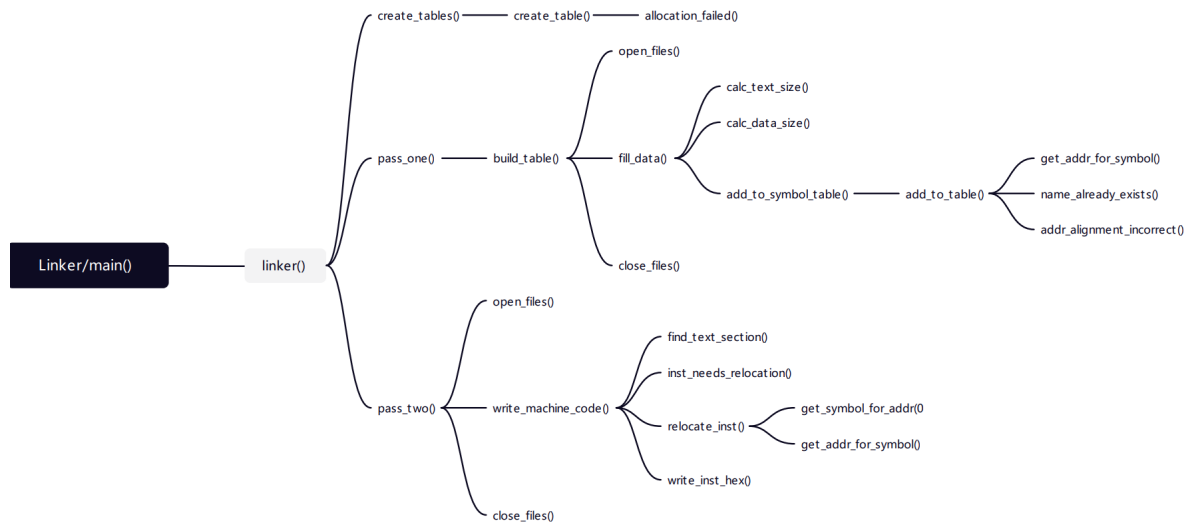 Linker/main()
linker()
create_tables()
create_table()
allocation_failed()
pass_one()
build_table()
open_files()
fill_data()
calc_text_size()
calc_data_size()
add_to_symbol_table()
add_to_table()
get_addr_for_symbol()
name_already_exists()
addr_alignment_incorrect()
close_files()
pass_two()
open_files()
write_machine_code()
find_text_section()
inst_needs_relocation()
relocate_inst()
get_symbol_for_addr(0
get_addr_for_symbol()
write_inst_hex()
close_files()